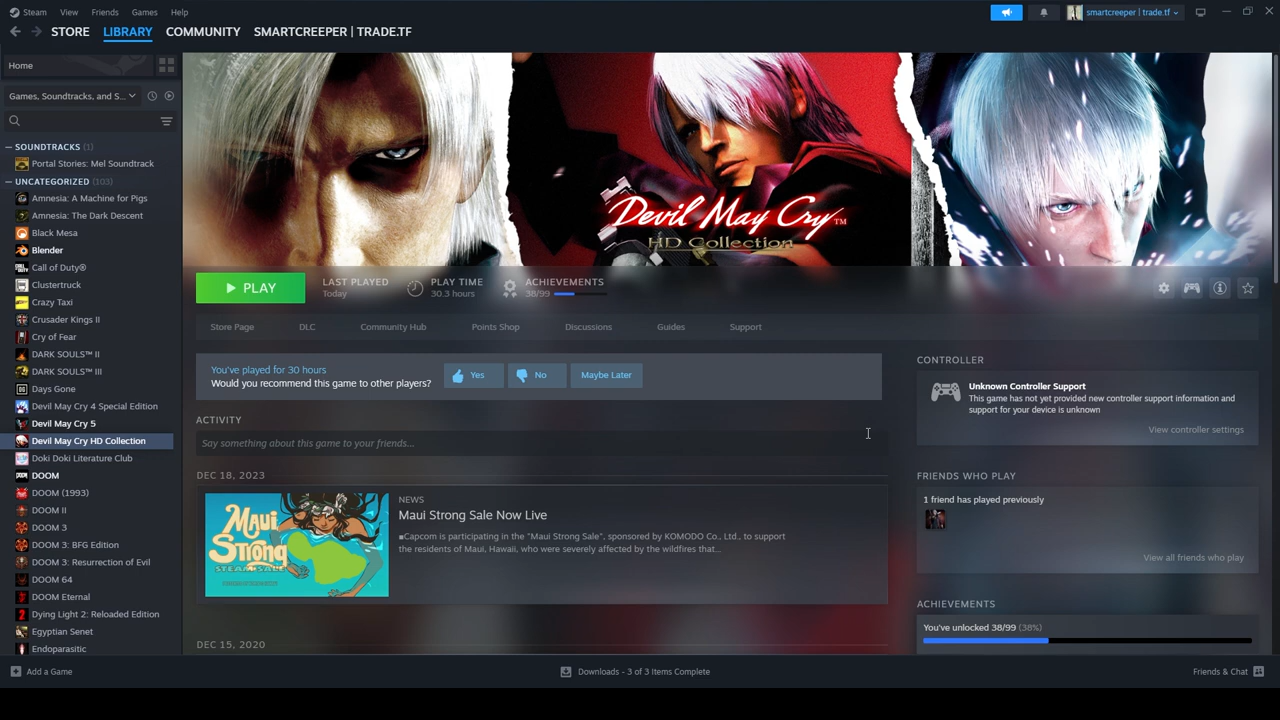 Steam
View
Friends
Games
Help
smartcreeper | trade.tf
STORE
LIBRARY
COMMUNITY
SMARTCREEPER | TRADE.TF
Home
Games, Soundtracks, and S...
— SOUNDTRACKS (1)
Portal Stories: Mel Soundtrack
— UNCATEGORIZED (103)
Amnesia: A Machine for Pigs
Amnesia: The Dark Descent
Black Mesa
Blender
Call of Duty®
Clustertruck
Crazy Taxi
Crusader Kings II
Cry of Fear
DARK SOULS™ II
DARK SOULS™ III
Days Gone
Devil May Cry 4 Special Edition
Devil May Cry 5
Devil May Cry HD Collection
Doki Doki Literature Club
DOOM
DOOM (1993)
DOOM II
DOOM 3
DOOM 3: BFG Edition
DOOM 3: Resurrection of Evil
DOOM 64
DOOM Eternal
Dying Light 2: Reloaded Edition
Egyptian Senet
Endoparasitic
Devil May Cry™
HD Collection
PLAY
LAST PLAYED
Today
PLAY TIME
30.3 hours
ACHIEVEMENTS
38/99
Store Page
DLC
Community Hub
Points Shop
Discussions
Guides
Support
You've played for 30 hours
Would you recommend this game to other players?
Yes
No
Maybe Later
ACTIVITY
Say something about this game to your friends...
DEC 18, 2023
MAUI
STRONG
STEAM SALE
NEWS
Maui Strong Sale Now Live
■Capcom is participating in the "Maui Strong Sale", sponsored by KOMODO Co., Ltd., to support
the residents of Maui, Hawaii, who were severely affected by the wildfires that...
DEC 15, 2020
CONTROLLER
Unknown Controller Support
This game has not yet provided new controller support information and
support for your device is unknown
View controller settings
FRIENDS WHO PLAY
1 friend has played previously
View all friends who play
ACHIEVEMENTS
You've unlocked 38/99 (38%)
Add a Game
Downloads - 3 of 3 Items Complete
Friends & Chat